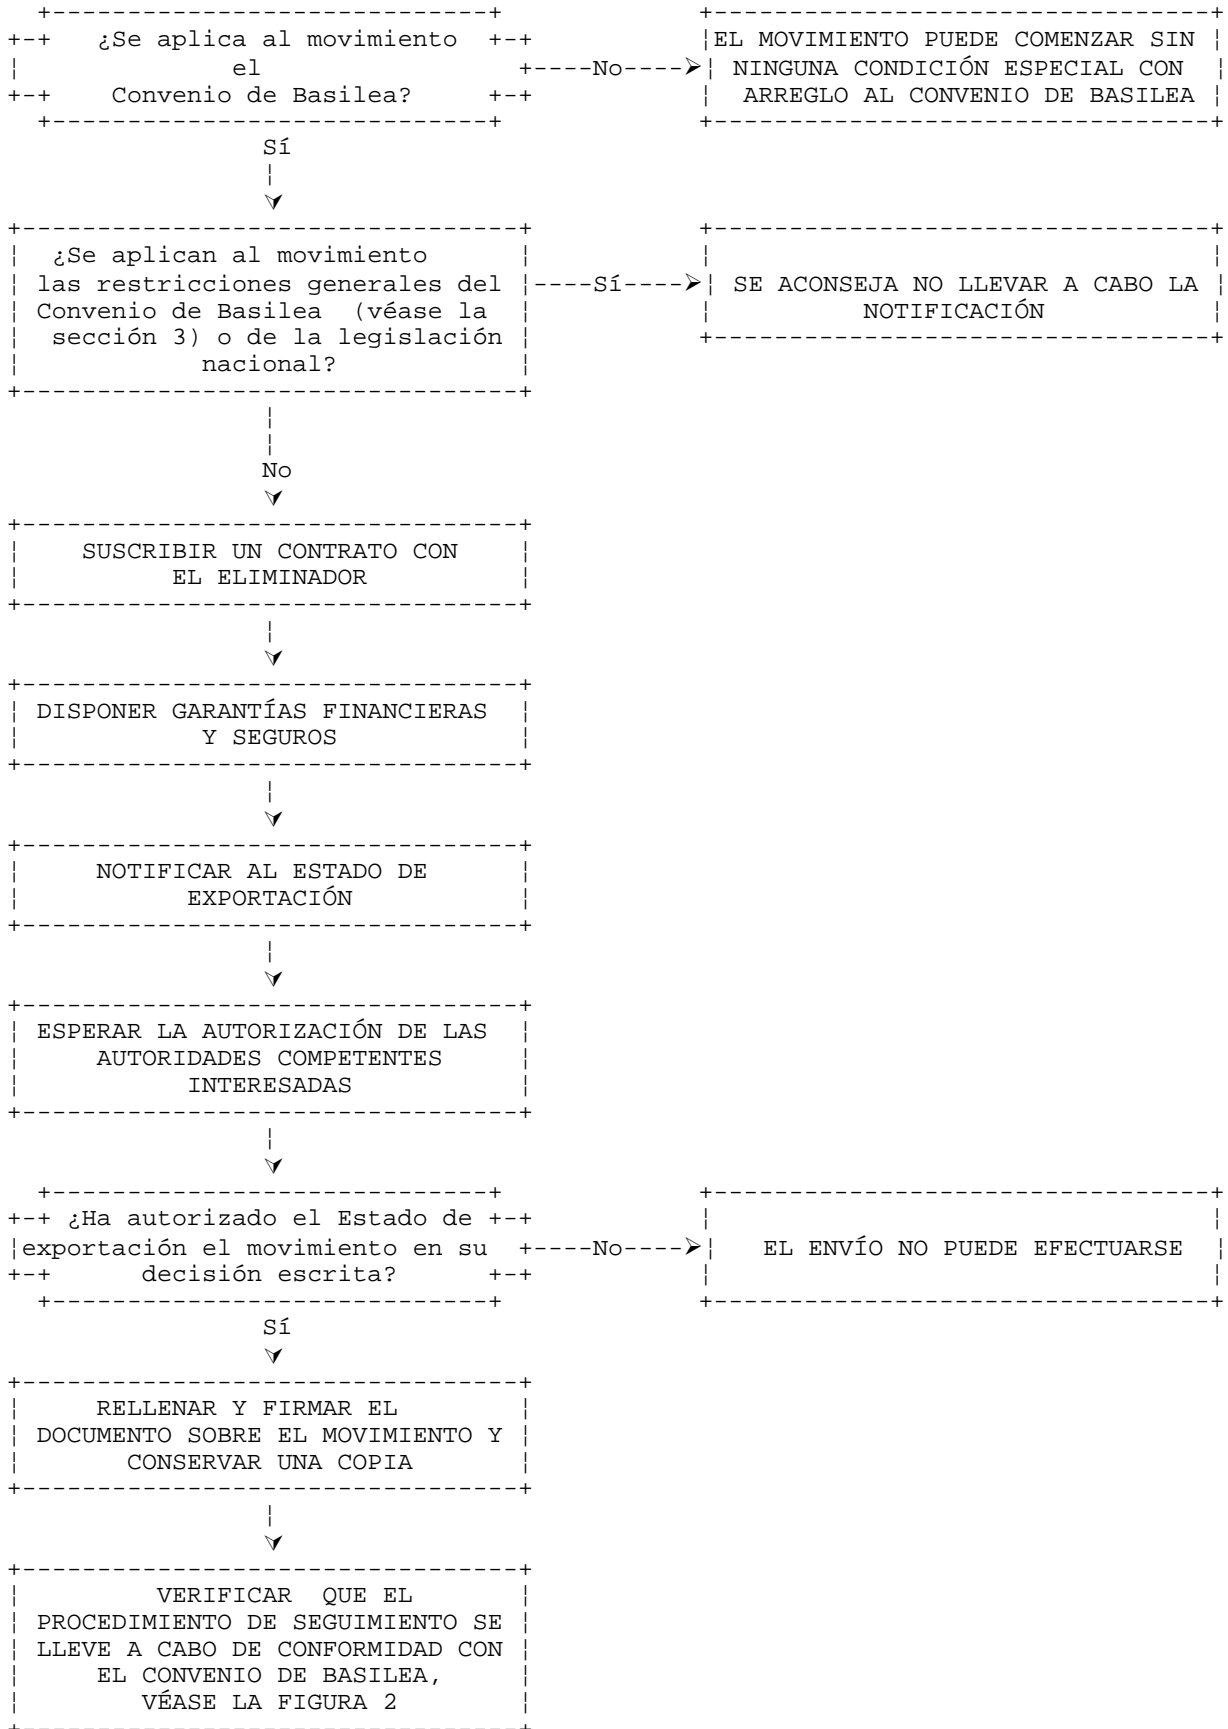 ¿Se aplica al movimiento
el
Convenio de Basilea?
No
EL MOVIMIENTO PUEDE COMENZAR SIN
NINGUNA CONDICIÓN ESPECIAL CON
ARREGLO AL CONVENIO DE BASILEA
Sí
¿Se aplican al movimiento
las restricciones generales del
Convenio de Basilea (véase la
sección 3) o de la legislación
nacional?
Sí
SE ACONSEJA NO LLEVAR A CABO LA
NOTIFICACIÓN
No
SUSCRIBIR UN CONTRATO CON
EL ELIMINADOR
DISPONER GARANTÍAS FINANCIERAS
Y SEGUROS
NOTIFICAR AL ESTADO DE
EXPORTACIÓN
ESPERAR LA AUTORIZACIÓN DE LAS
AUTORIDADES COMPETENTES
INTERESADAS
¿Ha autorizado el Estado de
exportación el movimiento en su
decisión escrita?
No
EL ENVÍO NO PUEDE EFECTUARSE
Sí
RELLENAR Y FIRMAR EL
DOCUMENTO SOBRE EL MOVIMIENTO Y
CONSERVAR UNA COPIA
VERIFICAR QUE EL
PROCEDIMIENTO DE SEGUIMIENTO SE
LLEVE A CABO DE CONFORMIDAD CON
EL CONVENIO DE BASILEA,
VÉASE LA FIGURA 2